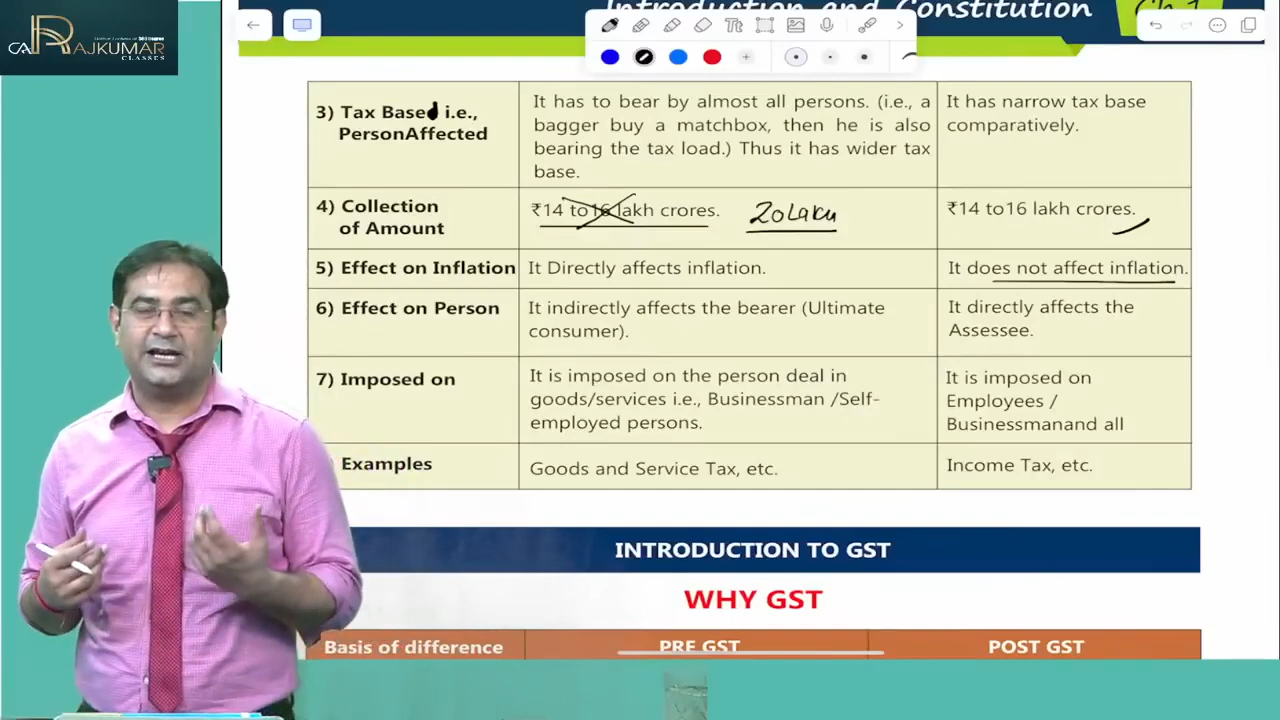 CA RAJKUMAR
CLASSES
Introduction and Constitution
Ch 1
Tt
3) Tax Based i.e.,
PersonAffected
It has to bear by almost all persons. (i.e., a
bagger buy a matchbox, then he is also
bearing the tax load.) Thus it has wider tax
base.
It has narrow tax base
comparatively.
4) Collection
of Amount
₹14 to16 lakh crores.
20 Lakh
₹14 to16 lakh crores.
5) Effect on Inflation
It Directly affects inflation.
It does not affect inflation.
6) Effect on Person
It indirectly affects the bearer (Ultimate
consumer).
It directly affects the
Assessee.
7) Imposed on
It is imposed on the person deal in
goods/services i.e., Businessman /Self-
employed persons.
It is imposed on
Employees /
Businessmanand all
Examples
Goods and Service Tax, etc.
Income Tax, etc.
INTRODUCTION TO GST
WHY GST
Basis of difference
PRE GST
POST GST